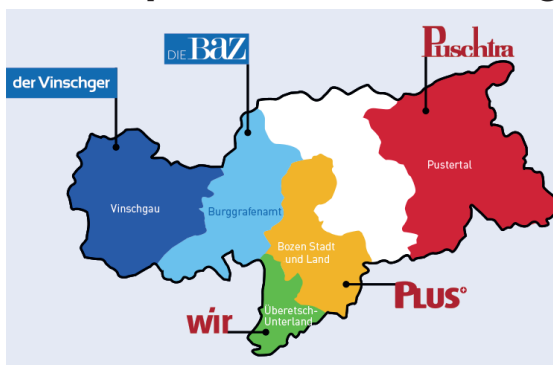 Puschtra
DIE BAZ
der Vinschger
Pustertal
Vinschgau
Burggrafenamt
Bozen Stadt
und Land
PLUS+
Überetsch-
Unterland
wir